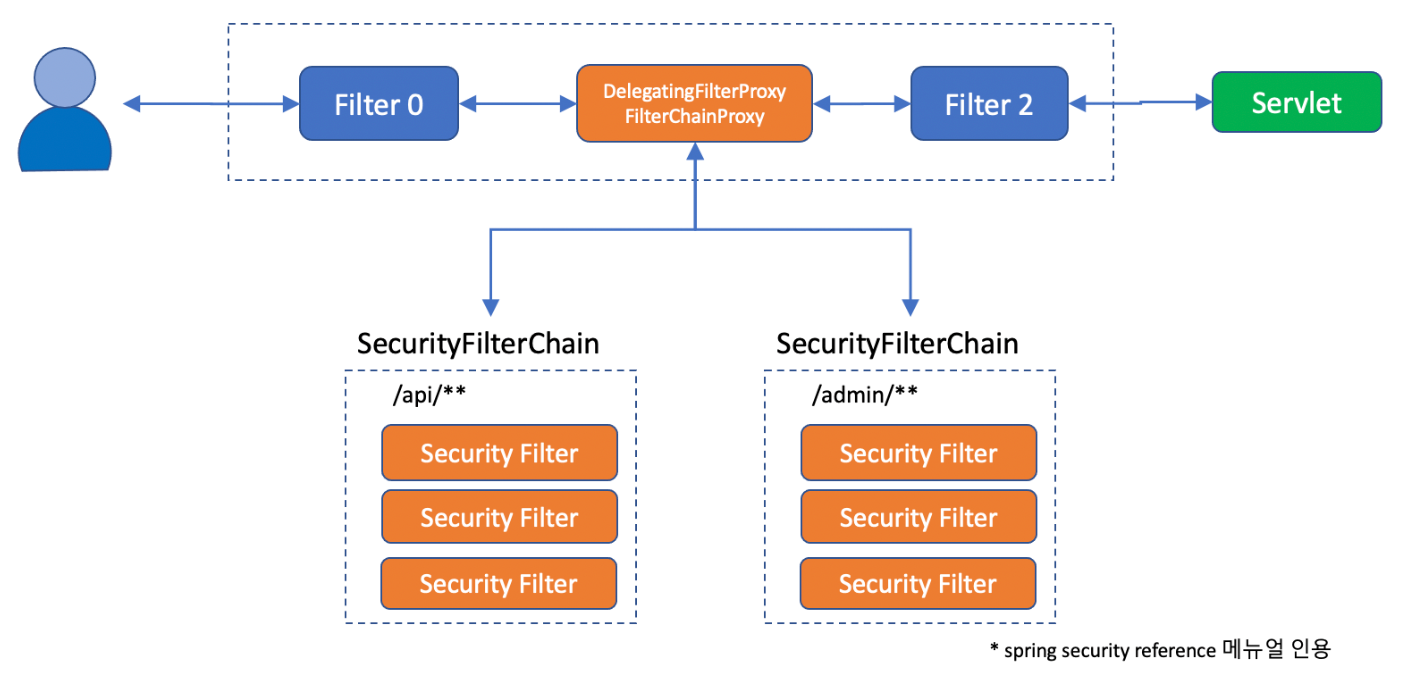 Filter 0
DelegatingFilterProxy
FilterChainProxy
Filter 2
Servlet
SecurityFilterChain
/api/**
Security Filter
Security Filter
Security Filter
SecurityFilterChain
/admin/**
Security Filter
Security Filter
Security Filter
* spring security reference 메뉴얼 인용